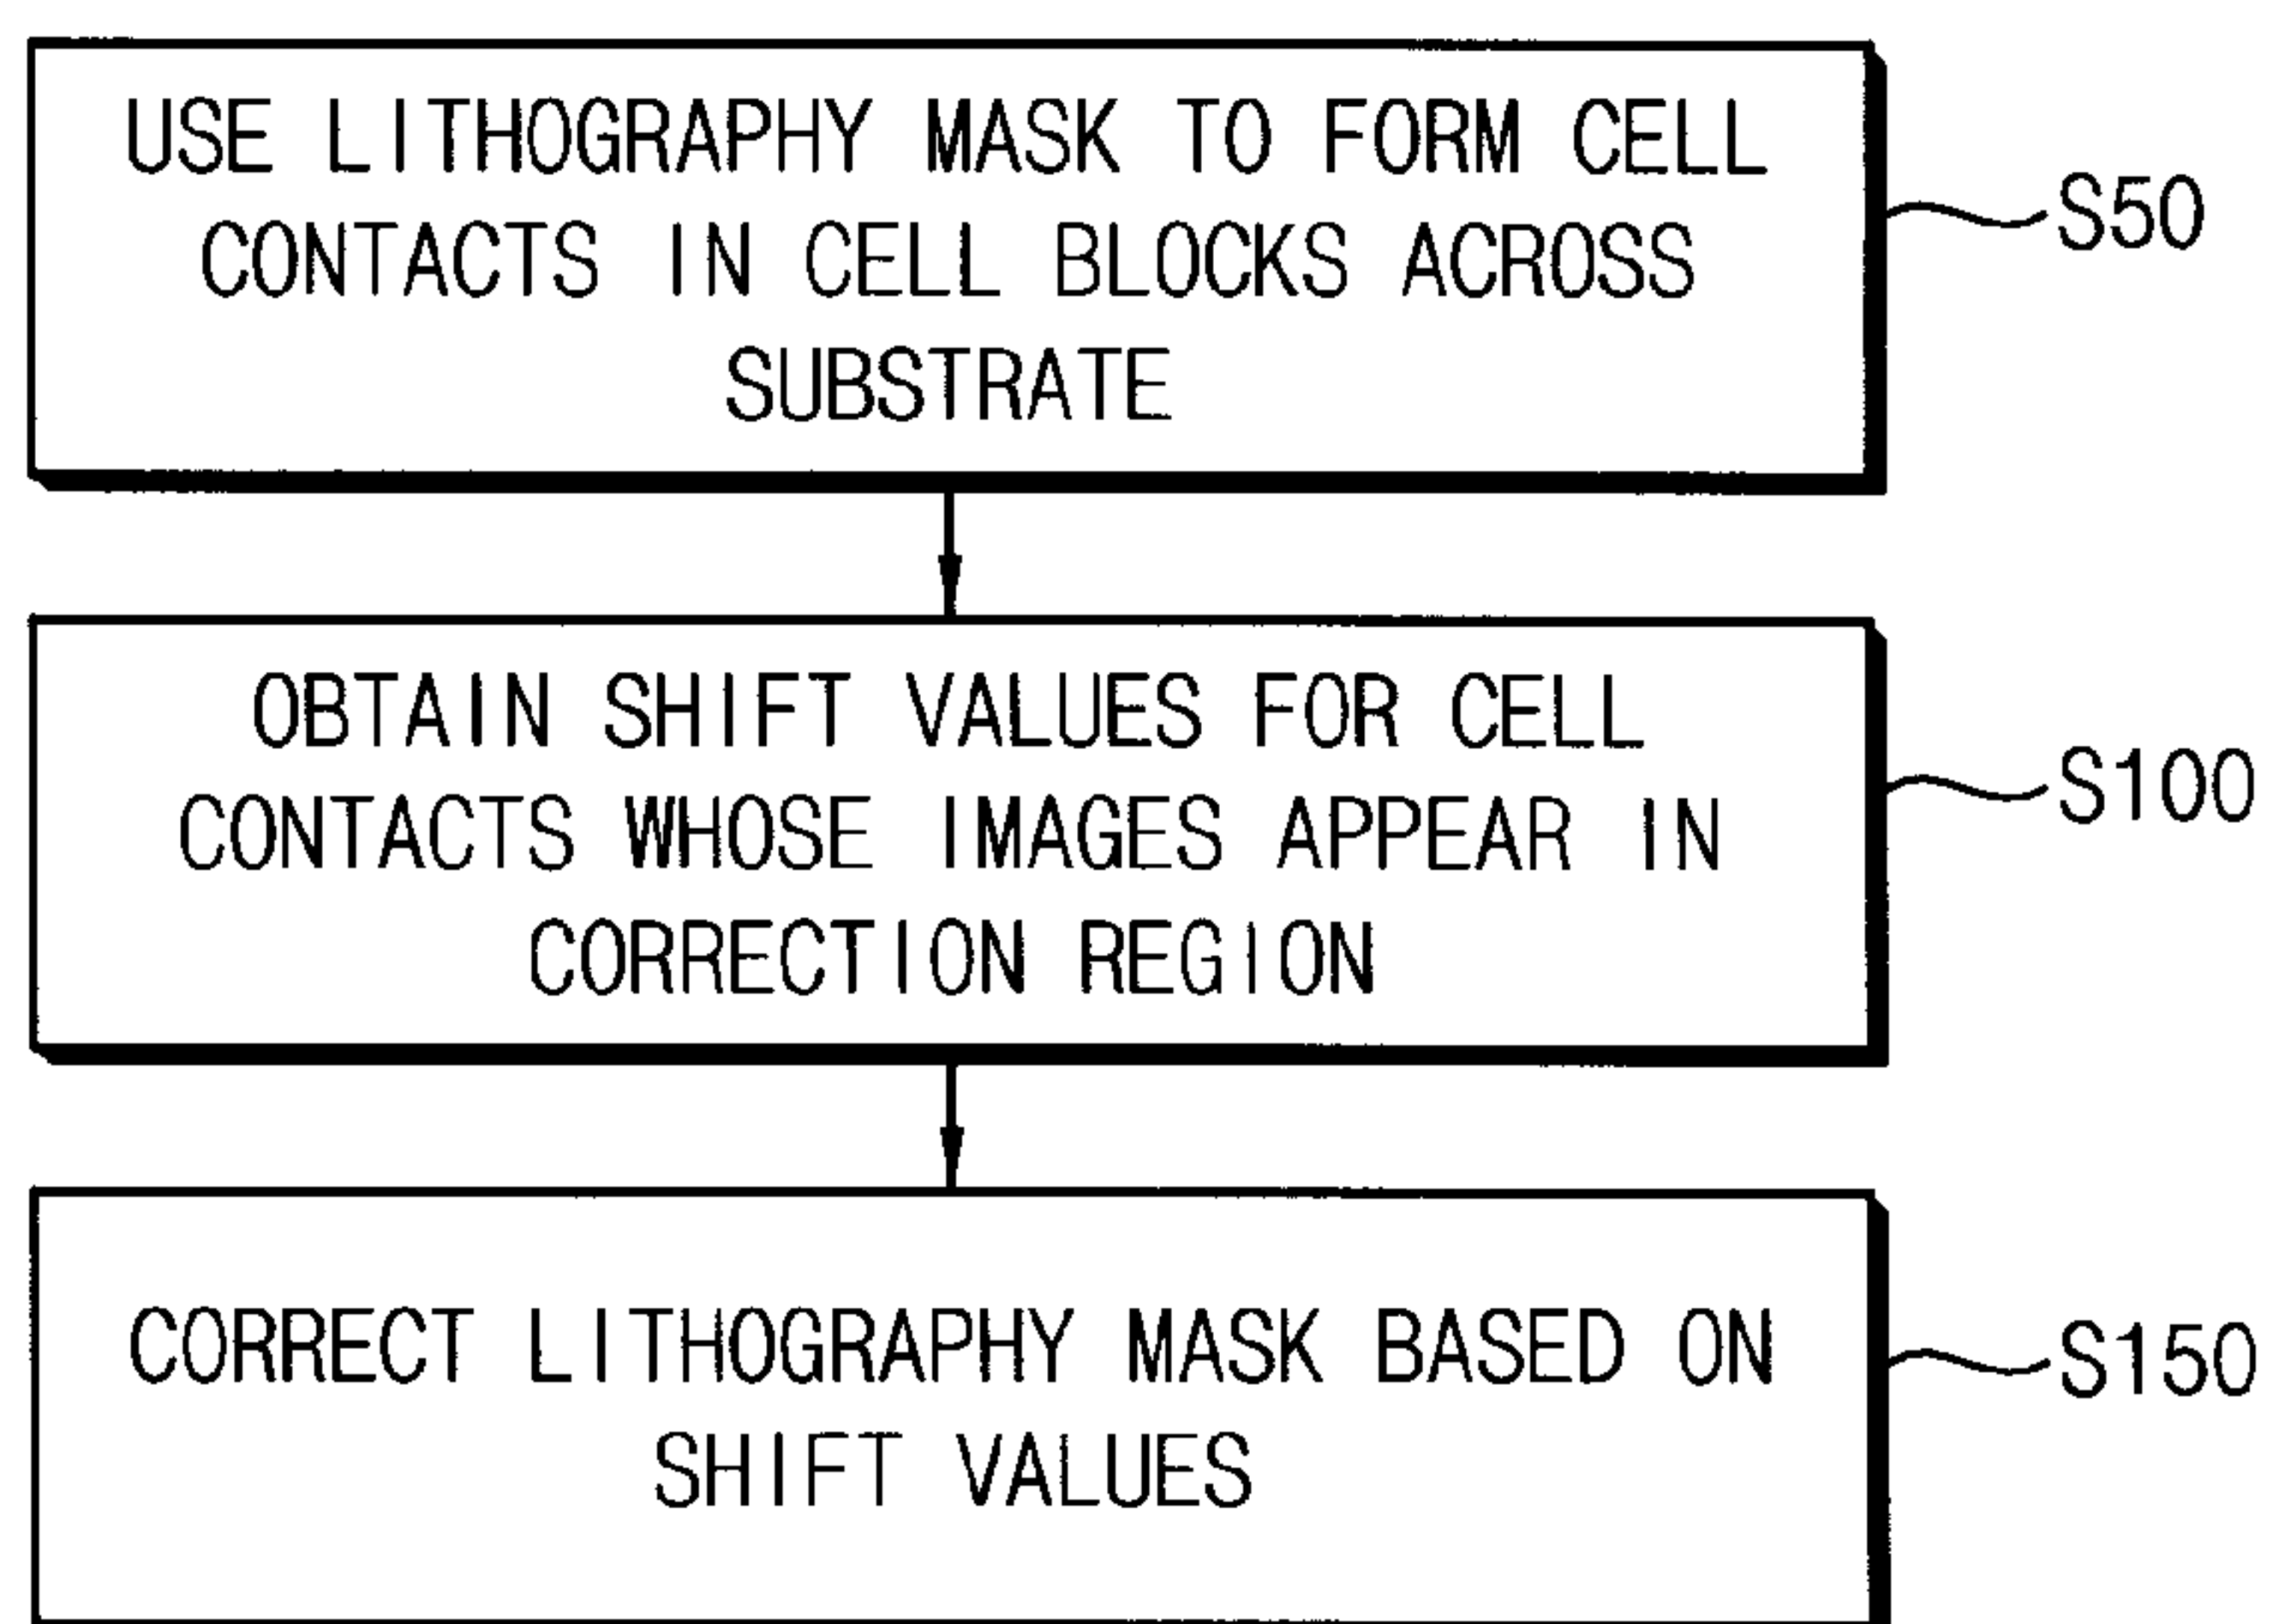 USE LITHOGRAPHY MASK TO FORM CELL
CONTACTS IN CELL BLOCKS ACROSS
SUBSTRATE
S50
OBTAIN SHIFT VALUES FOR CELL
CONTACTS WHOSE IMAGES APPEAR IN
CORRECTION REGION
S100
CORRECT LITHOGRAPHY MASK BASED ON
SHIFT VALUES
S150